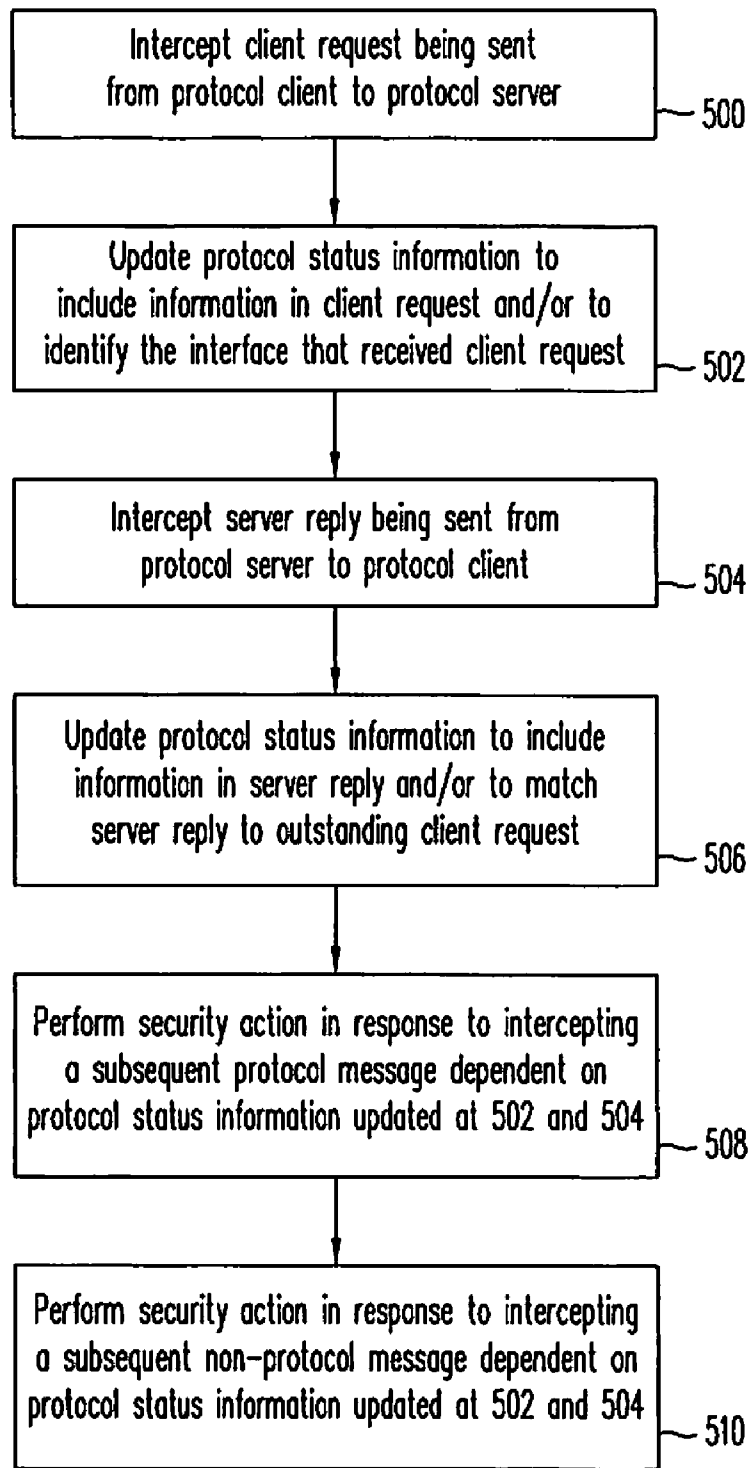 Intercept client request being sent
from protocol client to protocol server
500
Update protocol status information to
include information in client request and/or to
identify the interface that received client request
502
Intercept server reply being sent from
protocol server to protocol client
504
Update protocol status information to include
information in server reply and/or to match
server reply to outstanding client request
506
Perform security action in response to intercepting
a subsequent protocol message dependent on
protocol status information updated at 502 and 504
508
Perform security action in response to intercepting
a subsequent non-protocol message dependent on
protocol status information updated at 502 and 504
510